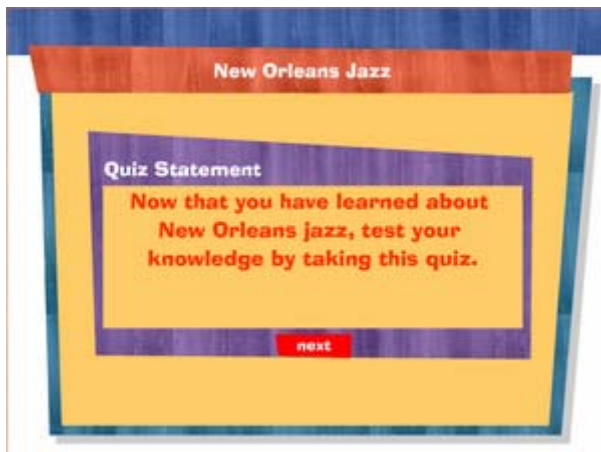 New Orleans Jazz
Quiz Statement
Now that you have learned about
New Orleans jazz, test your
knowledge by taking this quiz.
next